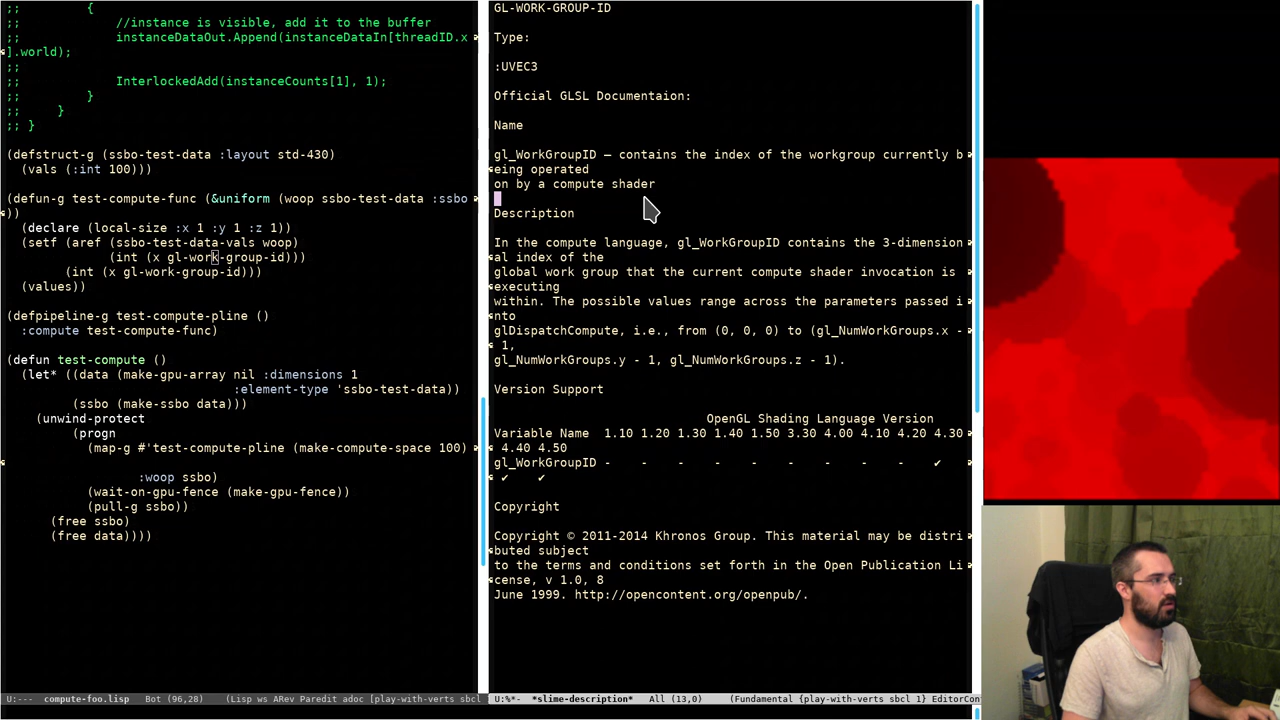 ;;          {
;;              //instance is visible, add it to the buffer
;;              instanceDataOut.Append(instanceDataIn[threadID.x
].world);
;;
;;              InterlockedAdd(instanceCounts[1], 1);
;;          }
;;      }
;; }
(defstruct-g (ssbo-test-data :layout std-430)
  (vals (:int 100)))
(defun-g test-compute-func (&uniform (woop ssbo-test-data :ssbo
))
  (declare (local-size :x 1 :y 1 :z 1))
  (setf (aref (ssbo-test-data-vals woop)
              (int (x gl-work-group-id)))
        (int (x gl-work-group-id)))
  (values))
(defpipeline-g test-compute-pline ()
  :compute test-compute-func)
(defun test-compute ()
  (let* ((data (make-gpu-array nil :dimensions 1
                               :element-type 'ssbo-test-data))
         (ssbo (make-ssbo data)))
    (unwind-protect
         (progn
           (map-g #'test-compute-pline (make-compute-space 100)
                  :woop ssbo)
           (wait-on-gpu-fence (make-gpu-fence))
           (pull-g ssbo))
      (free ssbo)
      (free data))))
U:---  compute-foo.lisp   Bot (96,28)    (Lisp ws ARev Paredit adoc [play-with-verts sbcl
GL-WORK-GROUP-ID
Type:
:UVEC3
Official GLSL Documentaion:
Name
gl_WorkGroupID — contains the index of the workgroup currently b
eing operated
on by a compute shader
Description
In the compute language, gl_WorkGroupID contains the 3-dimension
al index of the
global work group that the current compute shader invocation is
executing
within. The possible values range across the parameters passed i
nto
glDispatchCompute, i.e., from (0, 0, 0) to (gl_NumWorkGroups.x -
1,
gl_NumWorkGroups.y - 1, gl_NumWorkGroups.z - 1).
Version Support
OpenGL Shading Language Version
Variable Name  1.10 1.20 1.30 1.40 1.50 3.30 4.00 4.10 4.20 4.30
4.40 4.50
gl_WorkGroupID -    -    -    -    -    -    -    -    -    ✔
✔    ✔
Copyright
Copyright © 2011-2014 Khronos Group. This material may be distri
buted subject
to the terms and conditions set forth in the Open Publication Li
cense, v 1.0, 8
June 1999. http://opencontent.org/openpub/.
U:%*-  *slime-description*   All (13,0)     (Fundamental {play-with-verts sbcl 1} EditorCon